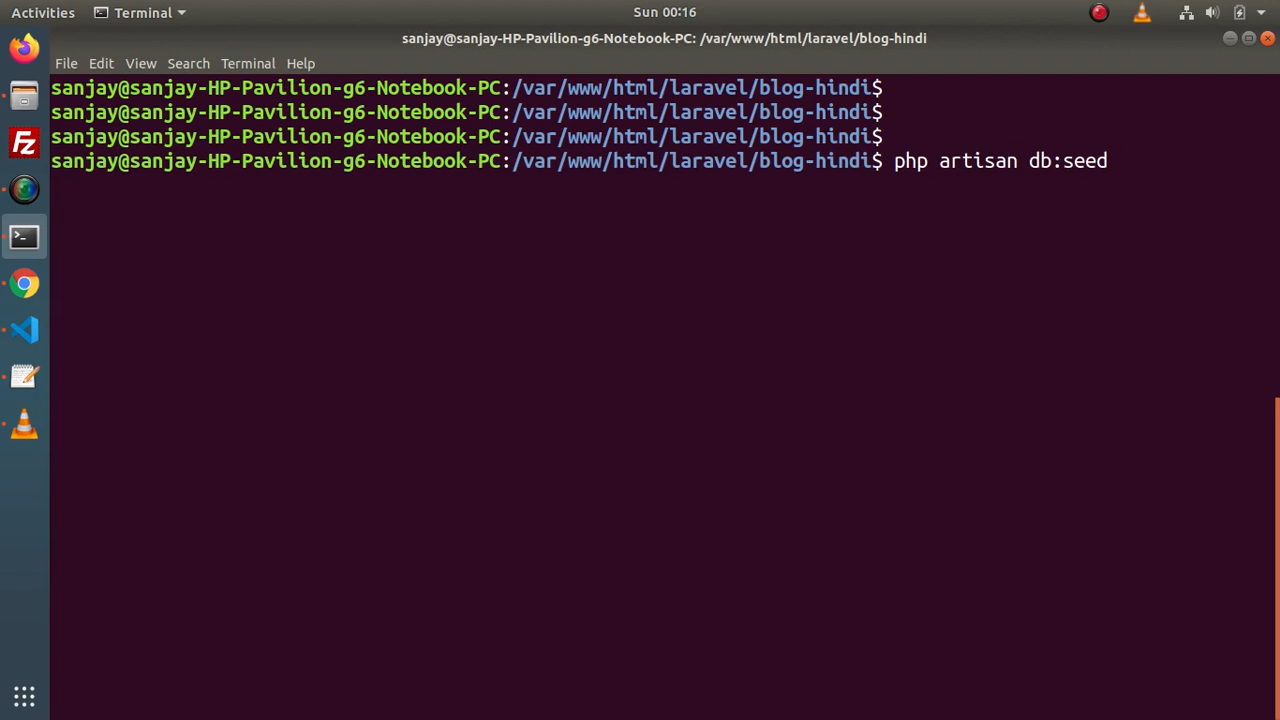 Activities Terminal Sun 00:16
sanjay@sanjay-HP-Pavilion-g6-Notebook-PC: /var/www/html/laravel/blog-hindi
File Edit View Search Terminal Help
sanjay@sanjay-HP-Pavilion-g6-Notebook-PC:/var/www/html/laravel/blog-hindi$
sanjay@sanjay-HP-Pavilion-g6-Notebook-PC:/var/www/html/laravel/blog-hindi$
sanjay@sanjay-HP-Pavilion-g6-Notebook-PC:/var/www/html/laravel/blog-hindi$
sanjay@sanjay-HP-Pavilion-g6-Notebook-PC:/var/www/html/laravel/blog-hindi$ php artisan db:seed